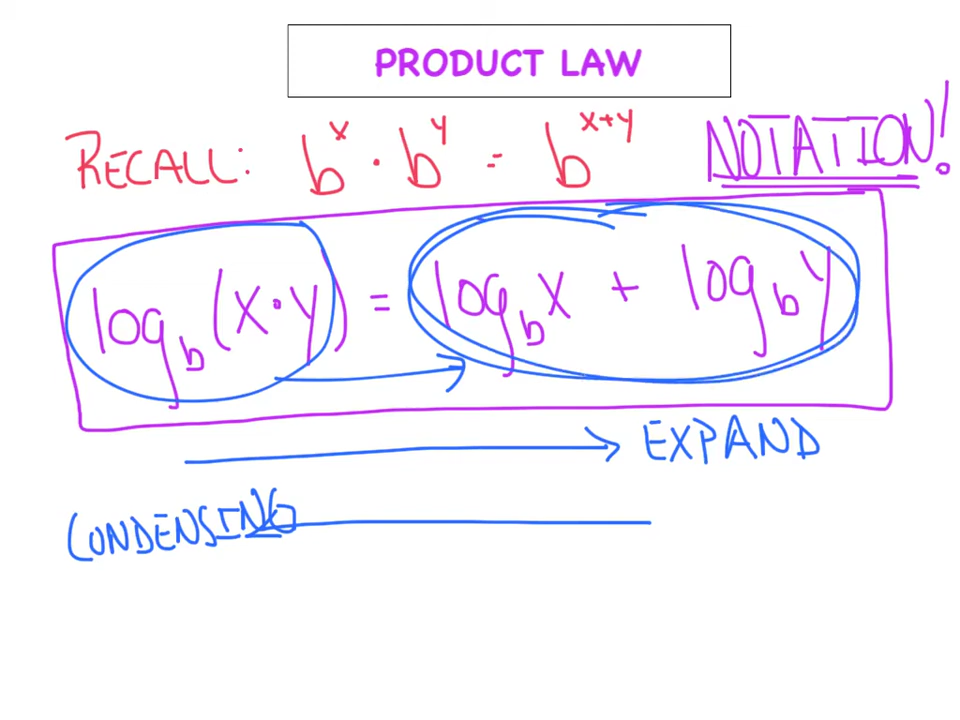 PRODUCT LAW
RECALL: b^x · b^y = b^(x+y) NOTATION!
log_b (x·y) = log_b x + log_b y
EXPAND
CONDENSING